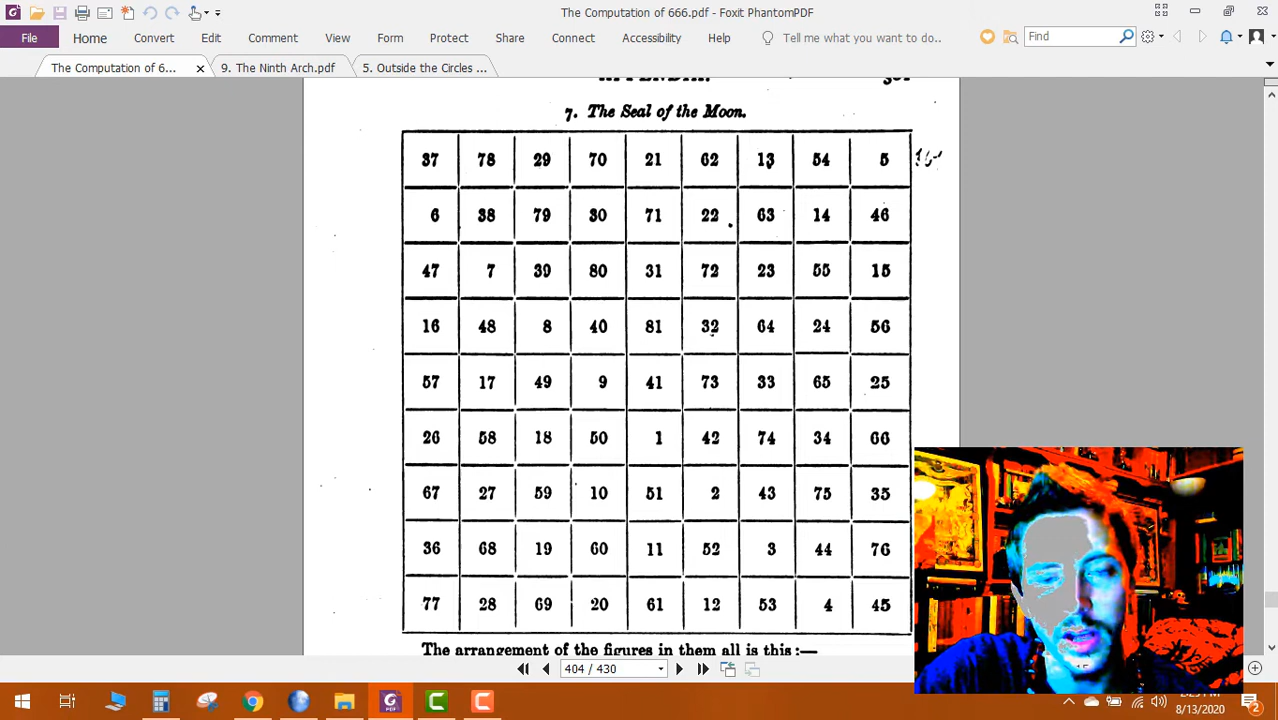 The Computation of 666.pdf - Foxit PhantomPDF
File Home Convert Edit Comment View Form Protect Share Connect Accessibility Help Tell me what you want to do.. Find
The Computation of 6... 9. The Ninth Arch.pdf 5. Outside the Circles ...
APPENDIX.
7. The Seal of the Moon.
37 78 29 70 21 62 13 54 5
6 38 79 30 71 22 63 14 46
47 7 39 80 31 72 23 55 15
16 48 8 40 81 32 64 24 56
57 17 49 9 41 73 33 65 25
26 58 18 50 1 42 74 34 66
67 27 59 10 51 2 43 75 35
36 68 19 60 11 52 3 44 76
77 28 69 20 61 12 53 4 45
The arrangement of the figures in them all is this :—
404 / 430
8/13/2020
2